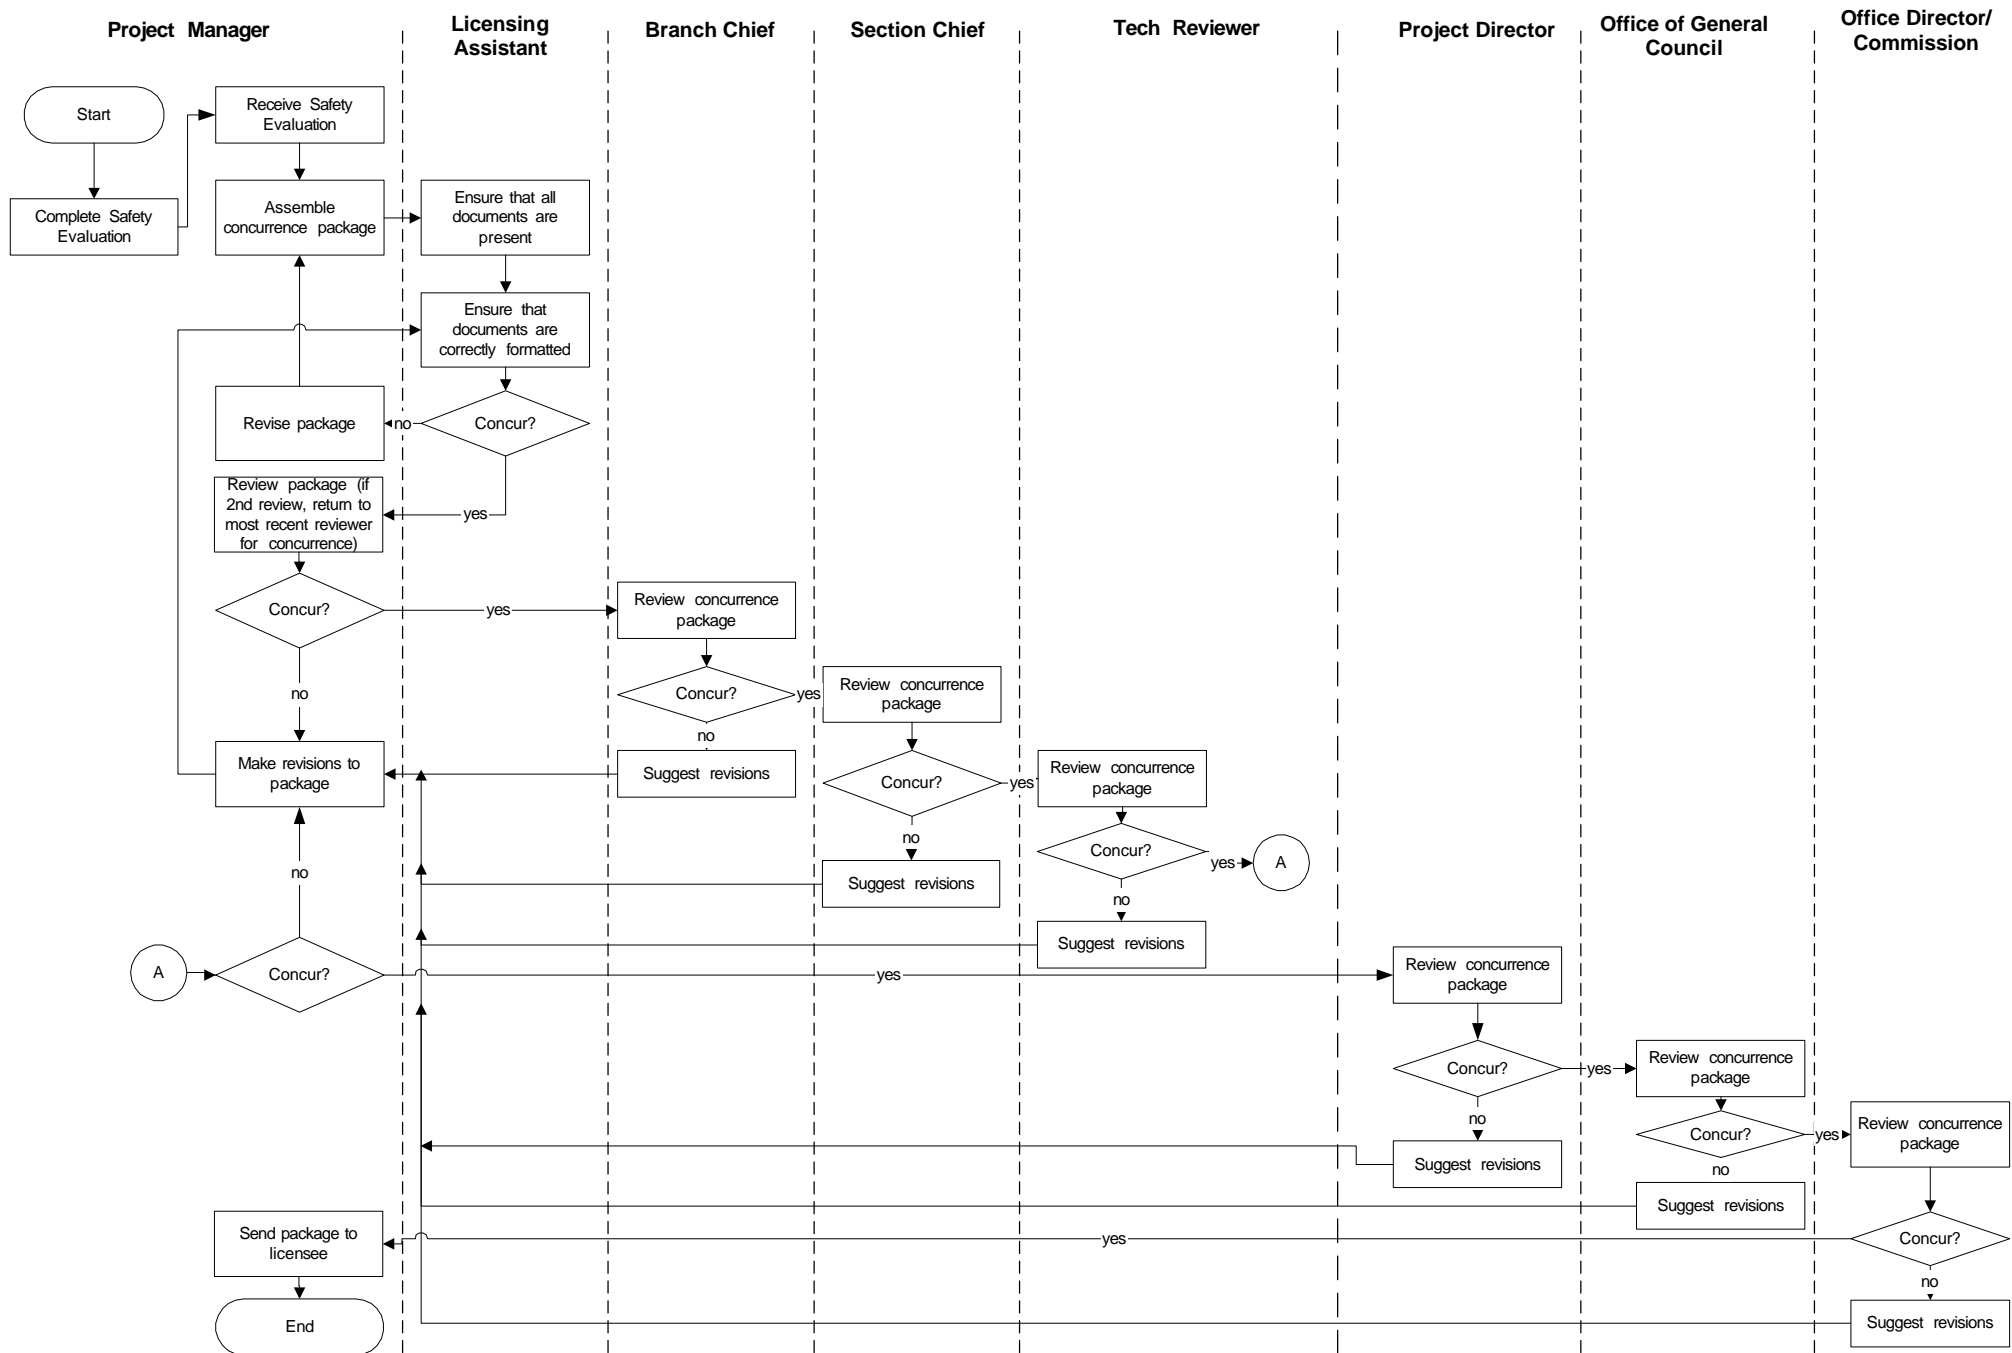 Project Manager
Licensing
Assistant
Branch Chief
Section Chief
Tech Reviewer
Project Director
Office of General
Council
Office Director/
Commission
Start
Receive Safety
Evaluation
Complete Safety
Evaluation
Assemble
concurrence package
Ensure that all
documents are
present
Ensure that
documents are
correctly formatted
Revise package
no
Concur?
Review package (if
2nd review, return to
most recent reviewer
for concurrence)
yes
Concur?
yes
Review concurrence
package
no
Concur?
yes
Review concurrence
package
no
Make revisions to
package
Suggest revisions
Concur?
yes
Review concurrence
package
no
no
Suggest revisions
Concur?
yes
A
no
Suggest revisions
A
Concur?
yes
Review concurrence
package
Concur?
yes
Review concurrence
package
no
Suggest revisions
Concur?
yes
Review concurrence
package
no
Suggest revisions
Send package to
licensee
yes
Concur?
no
Suggest revisions
End